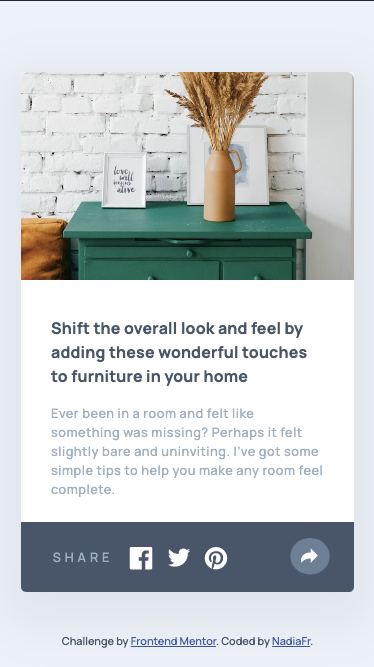 love
will
keep us
alive
Shift the overall look and feel by
adding these wonderful touches
to furniture in your home
Ever been in a room and felt like
something was missing? Perhaps it felt
slightly bare and uninviting. I've got some
simple tips to help you make any room feel
complete.
SHARE
Challenge by Frontend Mentor. Coded by NadiaFr.